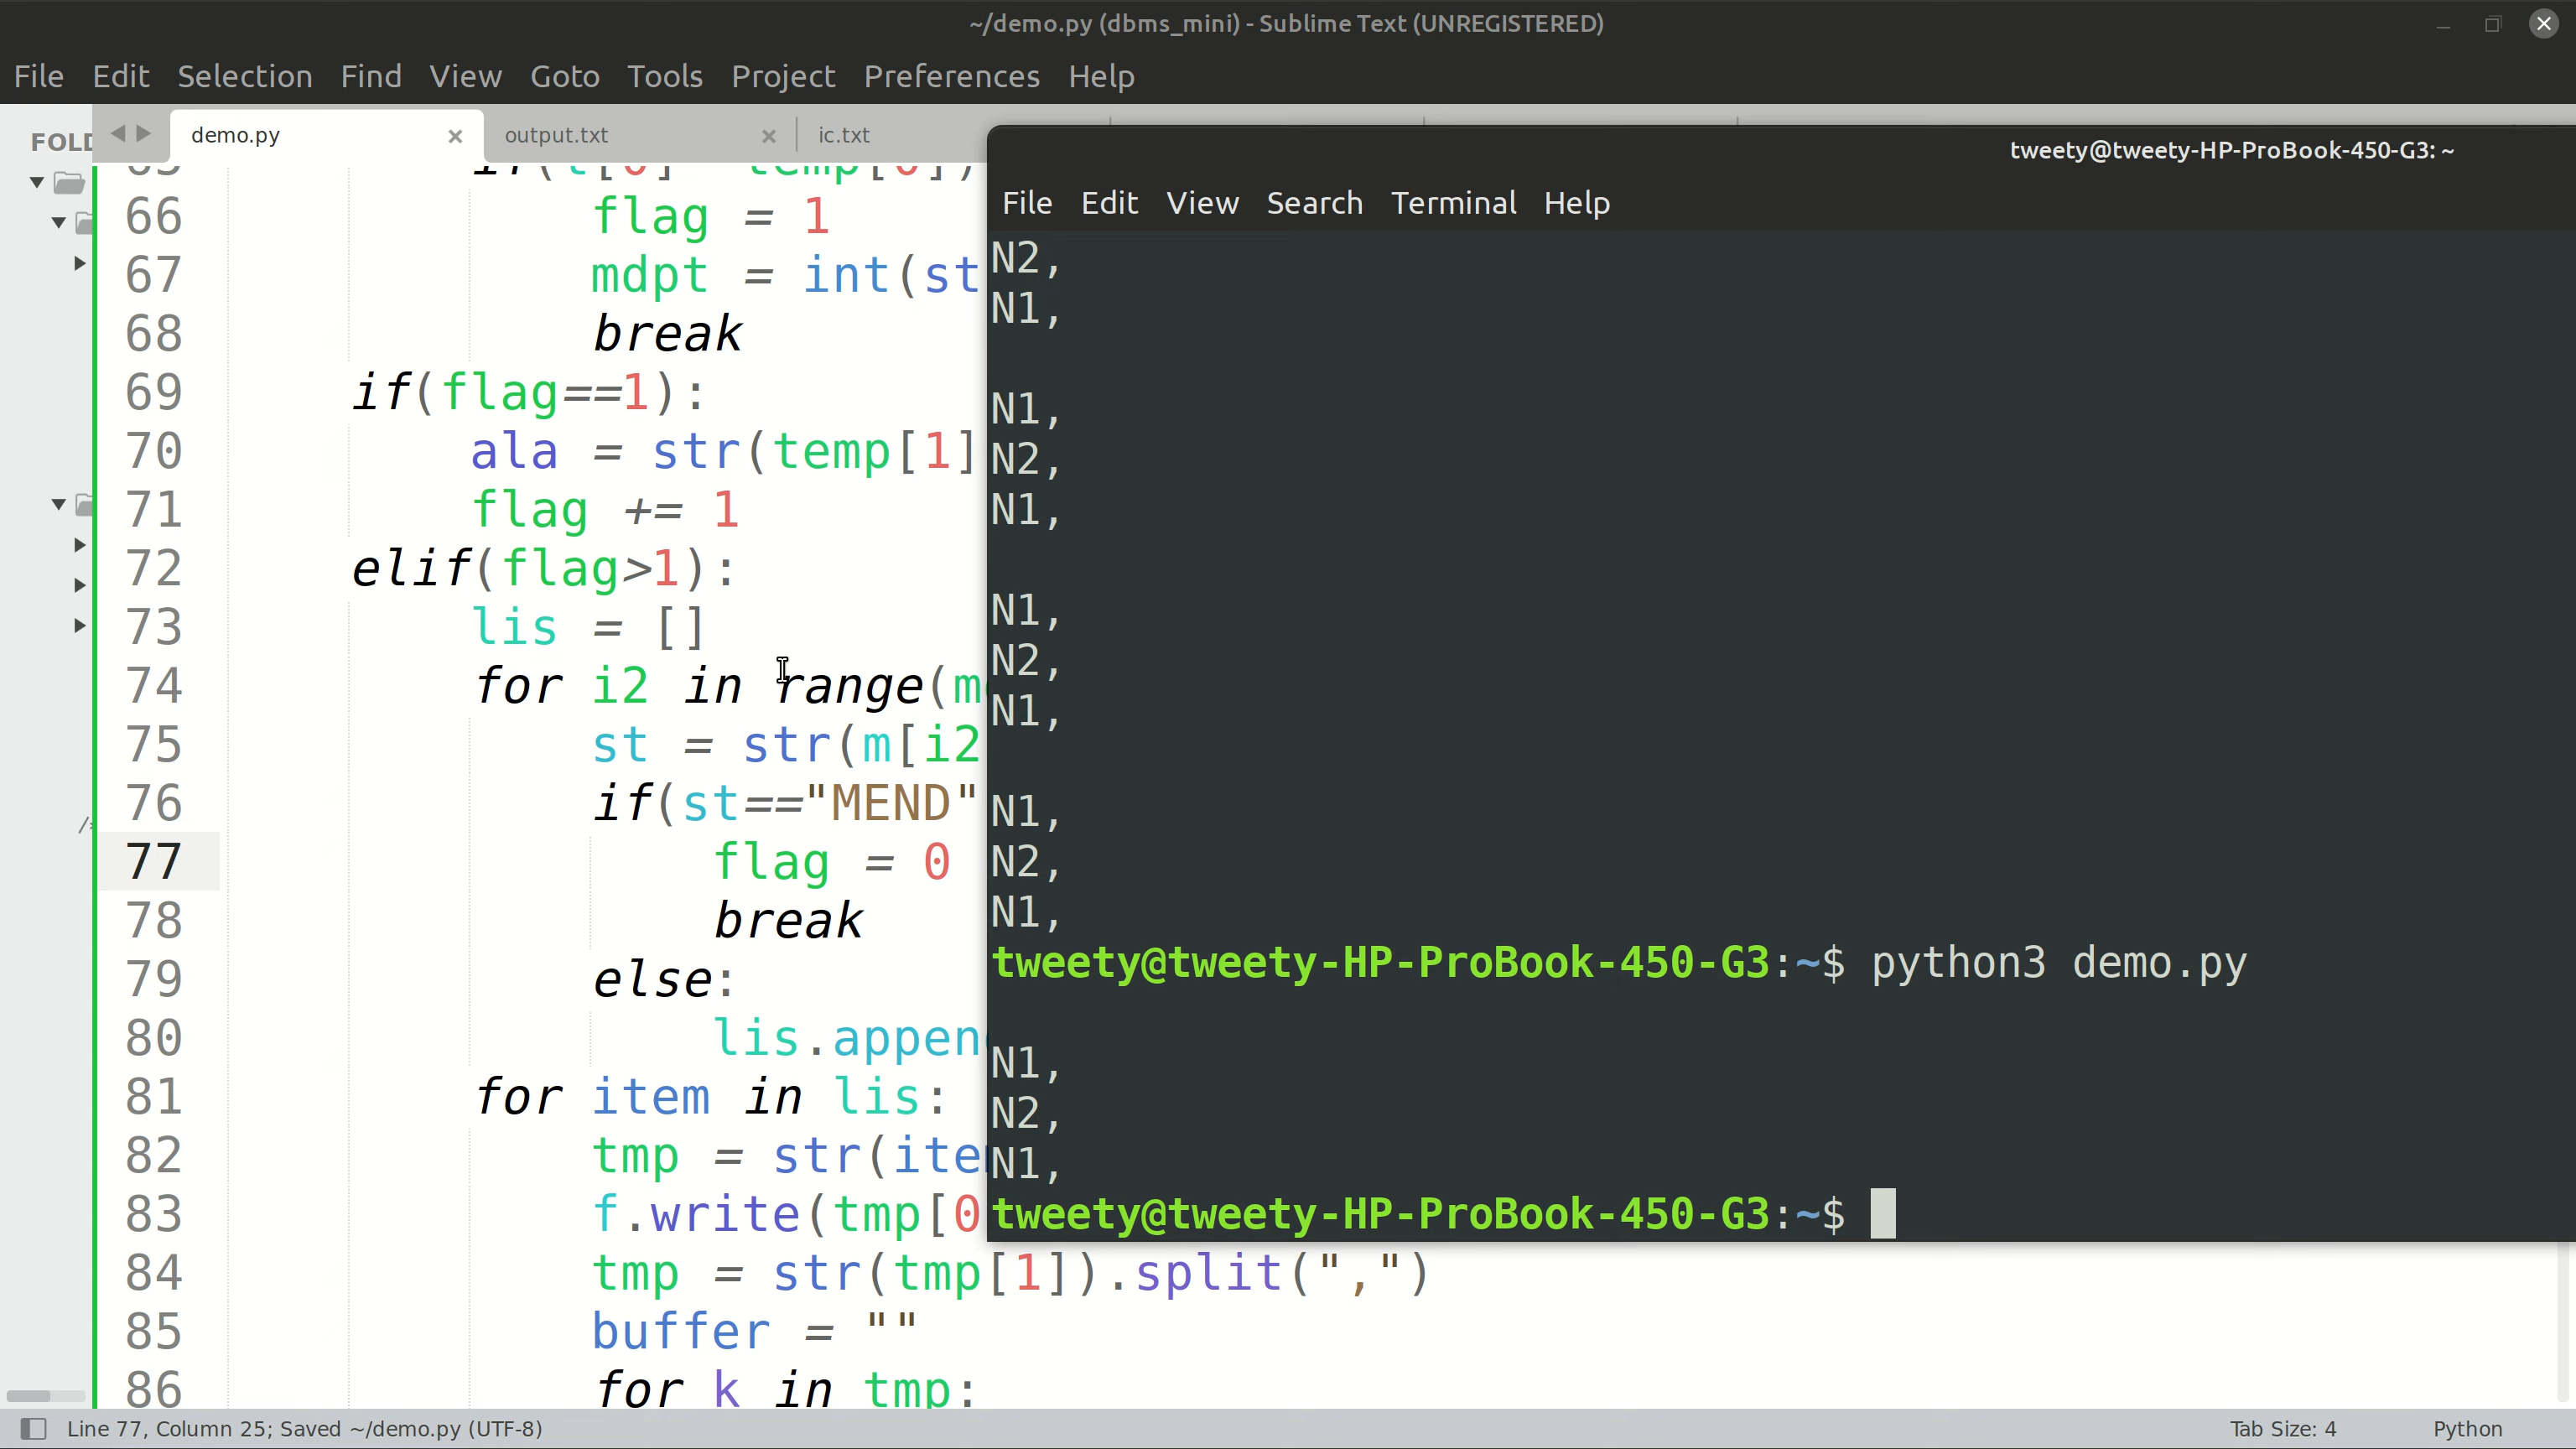 ~/demo.py (dbms_mini) - Sublime Text (UNREGISTERED)
File Edit Selection Find View Goto Tools Project Preferences Help
FOLD
demo.py
output.txt
ic.txt
66 flag = 1
67 mdpt = int(st
68 break
69 if(flag==1):
70 ala = str(temp[1]
71 flag += 1
72 elif(flag>1):
73 lis = []
74 for i2 in range(m
75 st = str(m[i2
76 if(st=="MEND"
77 flag = 0
78 break
79 else:
80 lis.appen
81 for item in lis:
82 tmp = str(ite
83 f.write(tmp[0
84 tmp = str(tmp[1]).split(",")
85 buffer = ""
86 for k in tmp:
tweety@tweety-HP-ProBook-450-G3: ~
File Edit View Search Terminal Help
N2,
N1,
N1,
N2,
N1,
N1,
N2,
N1,
N1,
N2,
N1,
tweety@tweety-HP-ProBook-450-G3:~$ python3 demo.py
N1,
N2,
N1,
tweety@tweety-HP-ProBook-450-G3:~$
Line 77, Column 25; Saved ~/demo.py (UTF-8)
Tab Size: 4
Python